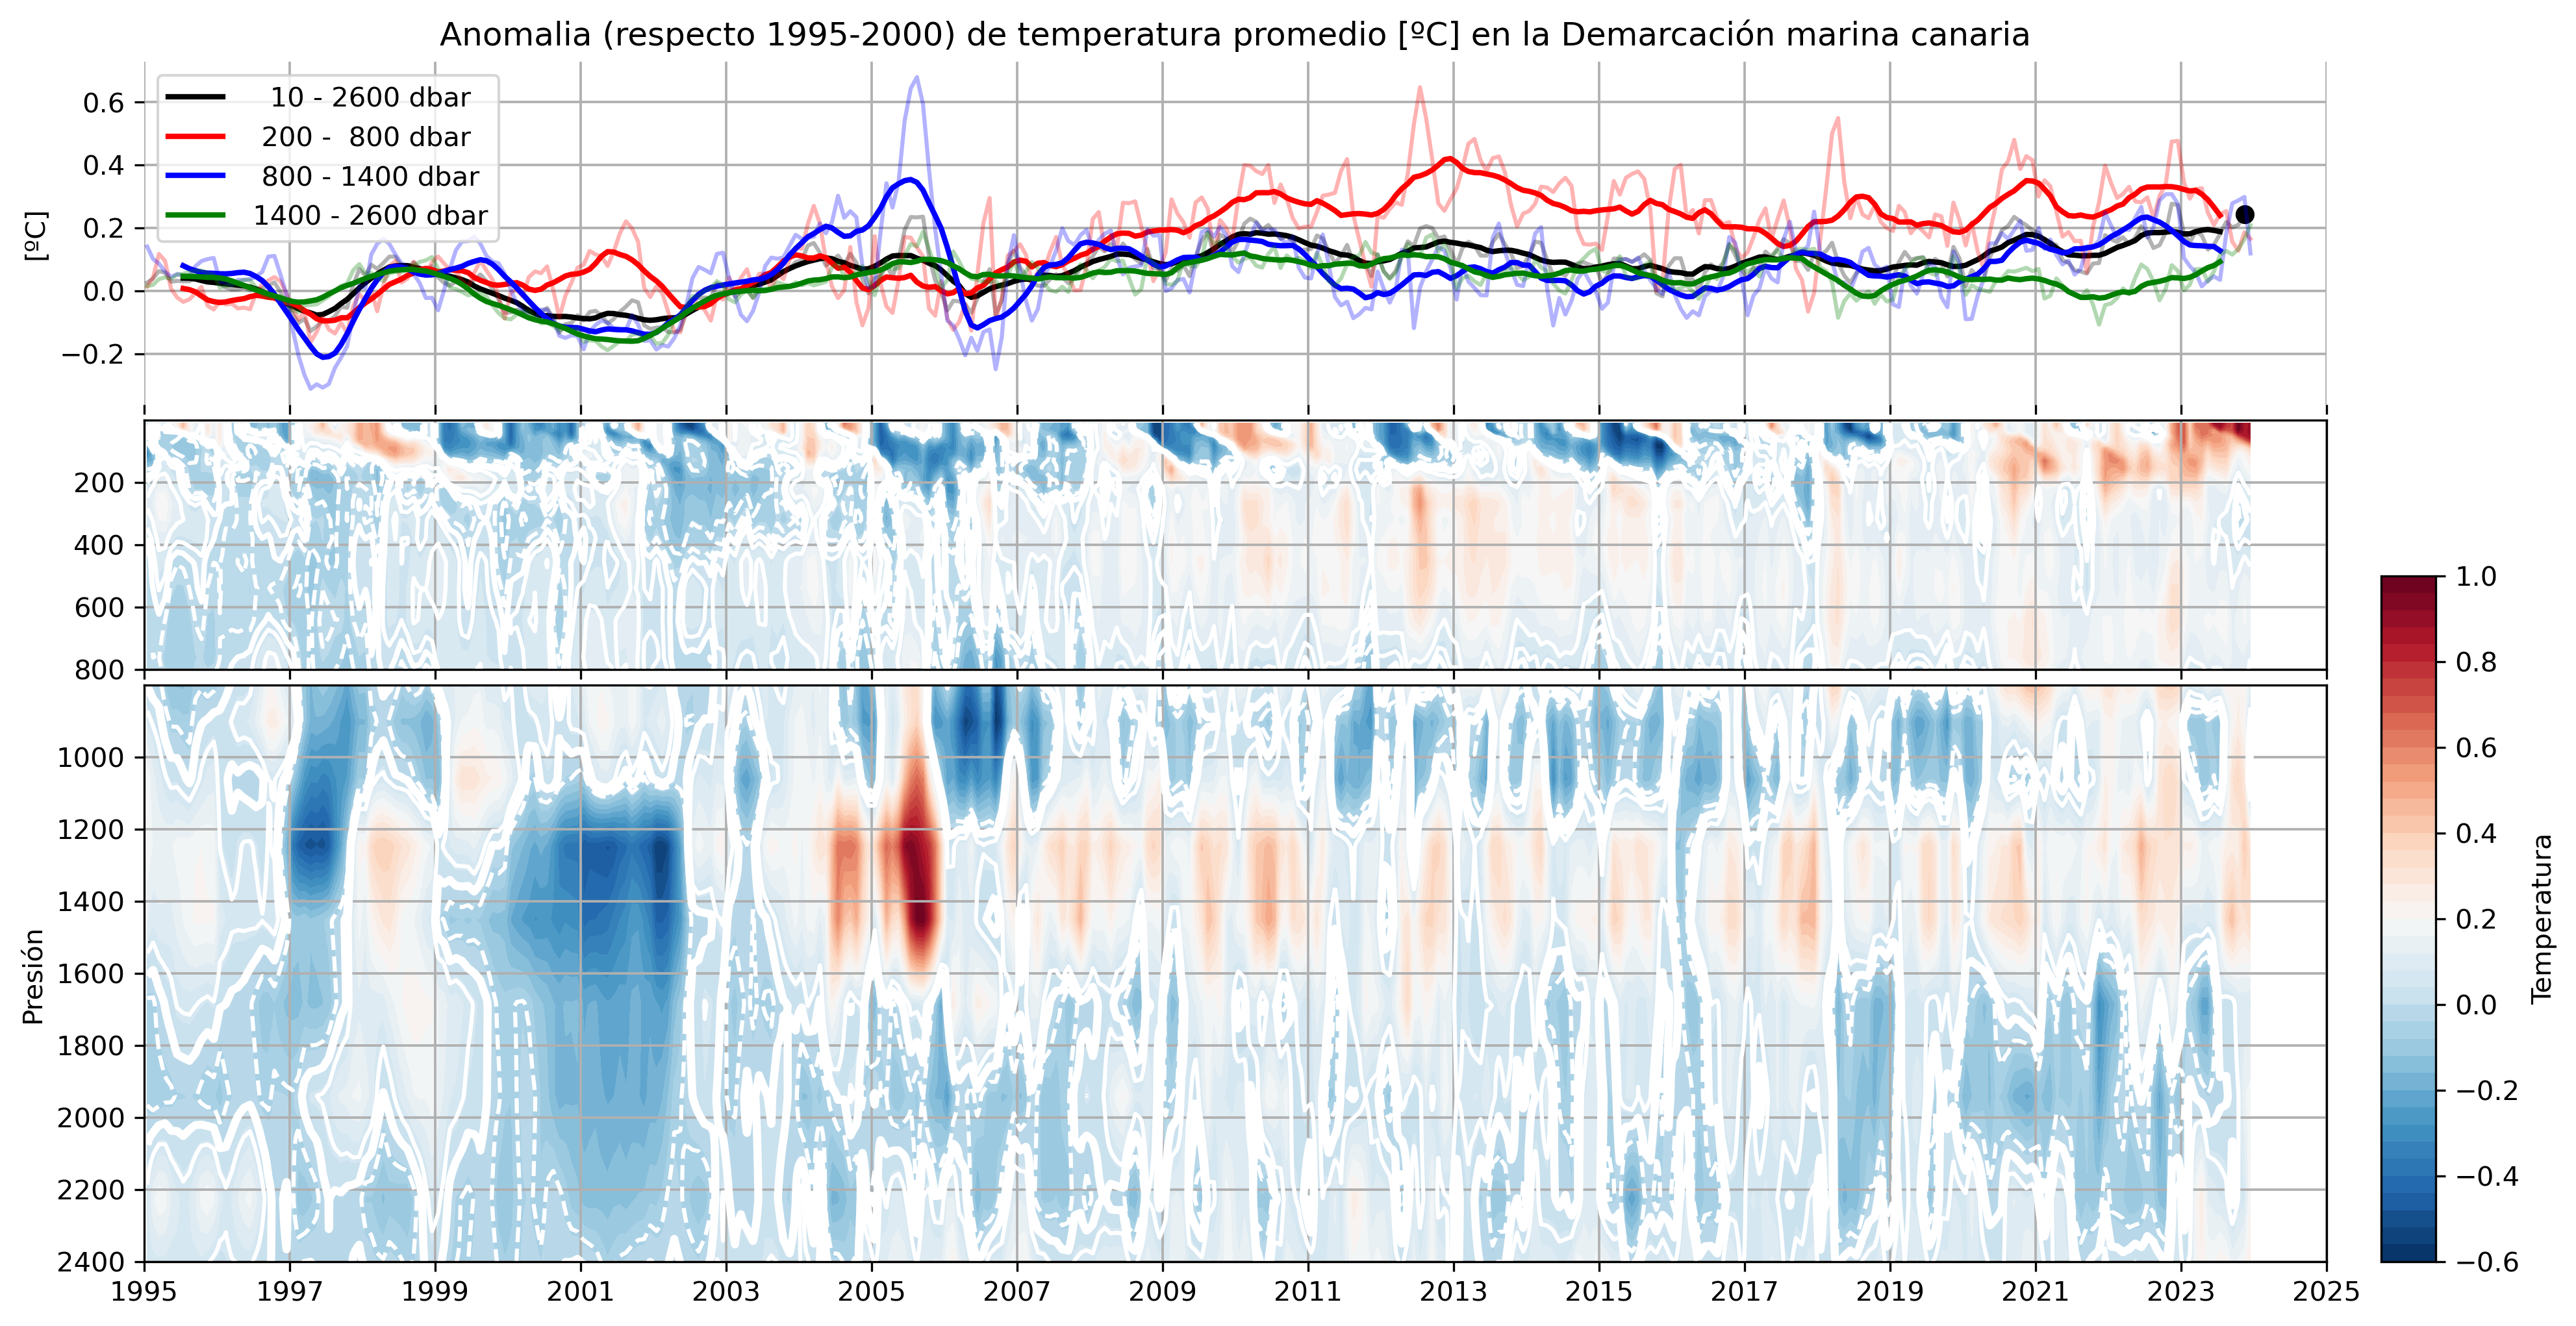 Anomalia (respecto 1995-2000) de temperatura promedio [ºC] en la Demarcación marina canaria
[ºC]
0.6
0.4
0.2
0.0
−0.2
10 - 2600 dbar
200 -  800 dbar
800 - 1400 dbar
1400 - 2600 dbar
200
400
600
800
Presión
1000
1200
1400
1600
1800
2000
2200
2400
1995 1997 1999 2001 2003 2005 2007 2009 2011 2013 2015 2017 2019 2021 2023 2025
1.0
0.8
0.6
0.4
0.2
0.0
−0.2
−0.4
−0.6
Temperatura